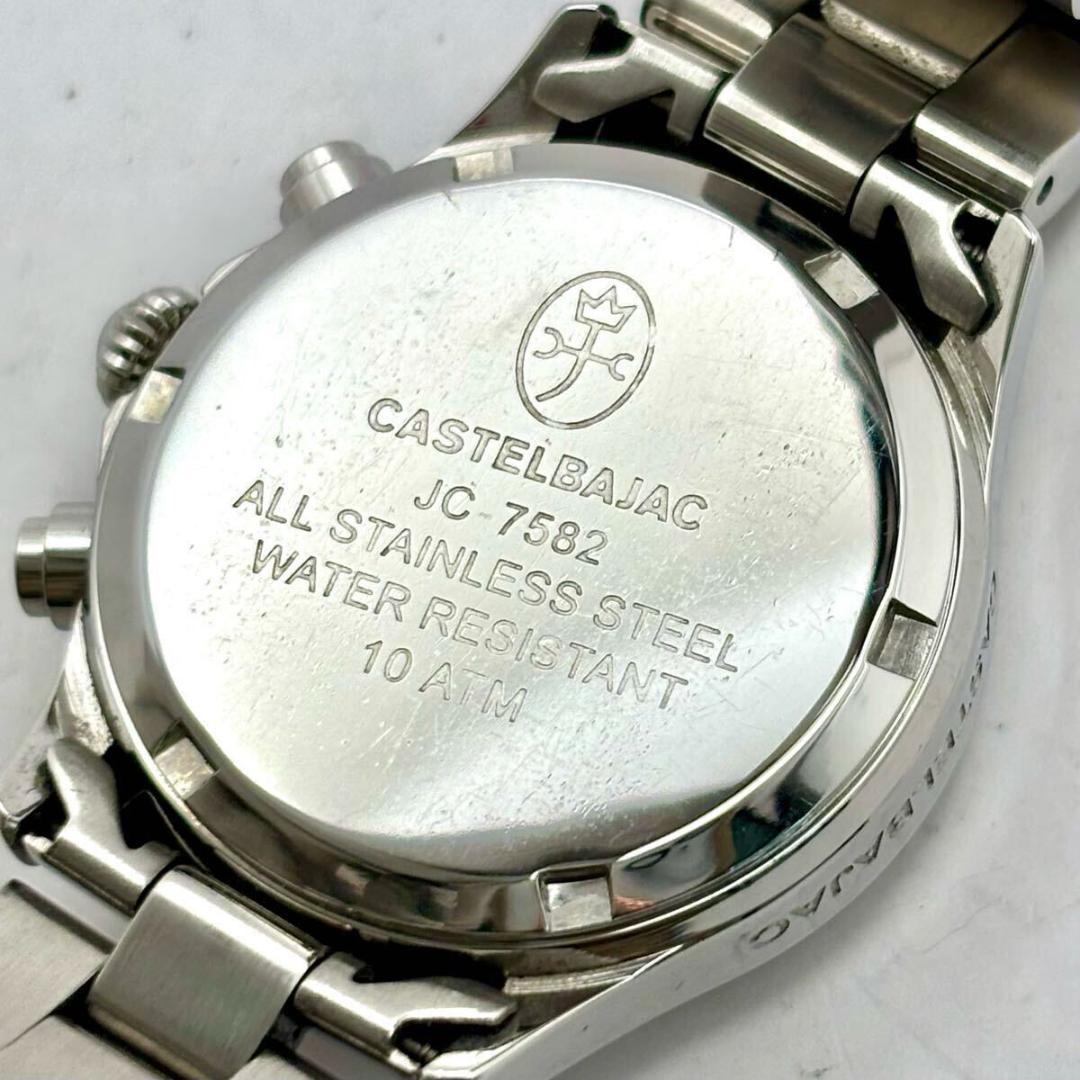 CASTELBAJAC
JC 7582
ALL STAINLESS STEEL
WATER RESISTANT
10 ATM
CASTELBAJAC